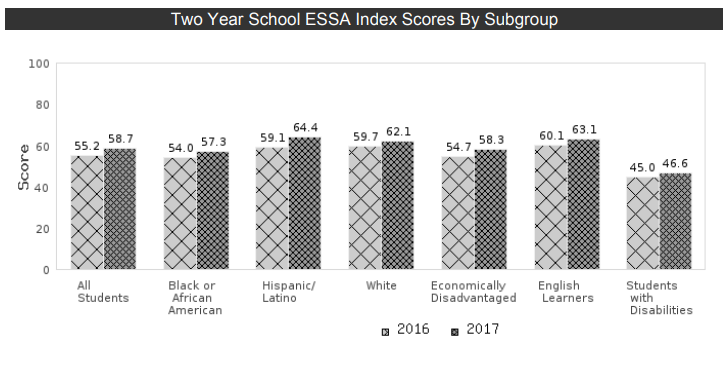 Two Year School ESSA Index Scores By Subgroup
Score
100
80
60
40
20
0
55.2 58.7
54.0 57.3
59.1 64.4
59.7 62.1
54.7 58.3
60.1 63.1
45.0 46.6
All
Students
Black or
African
American
Hispanic/
Latino
White
Economically
Disadvantaged
English
Learners
Students
with
Disabilities
2016 2017